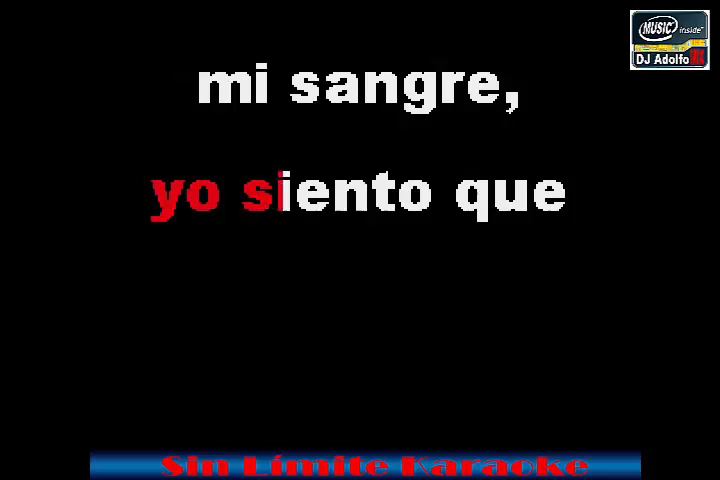 MUSIC inside
DJ Adolfo
mi sangre,
yo siento que
Sin Límite Karaoke